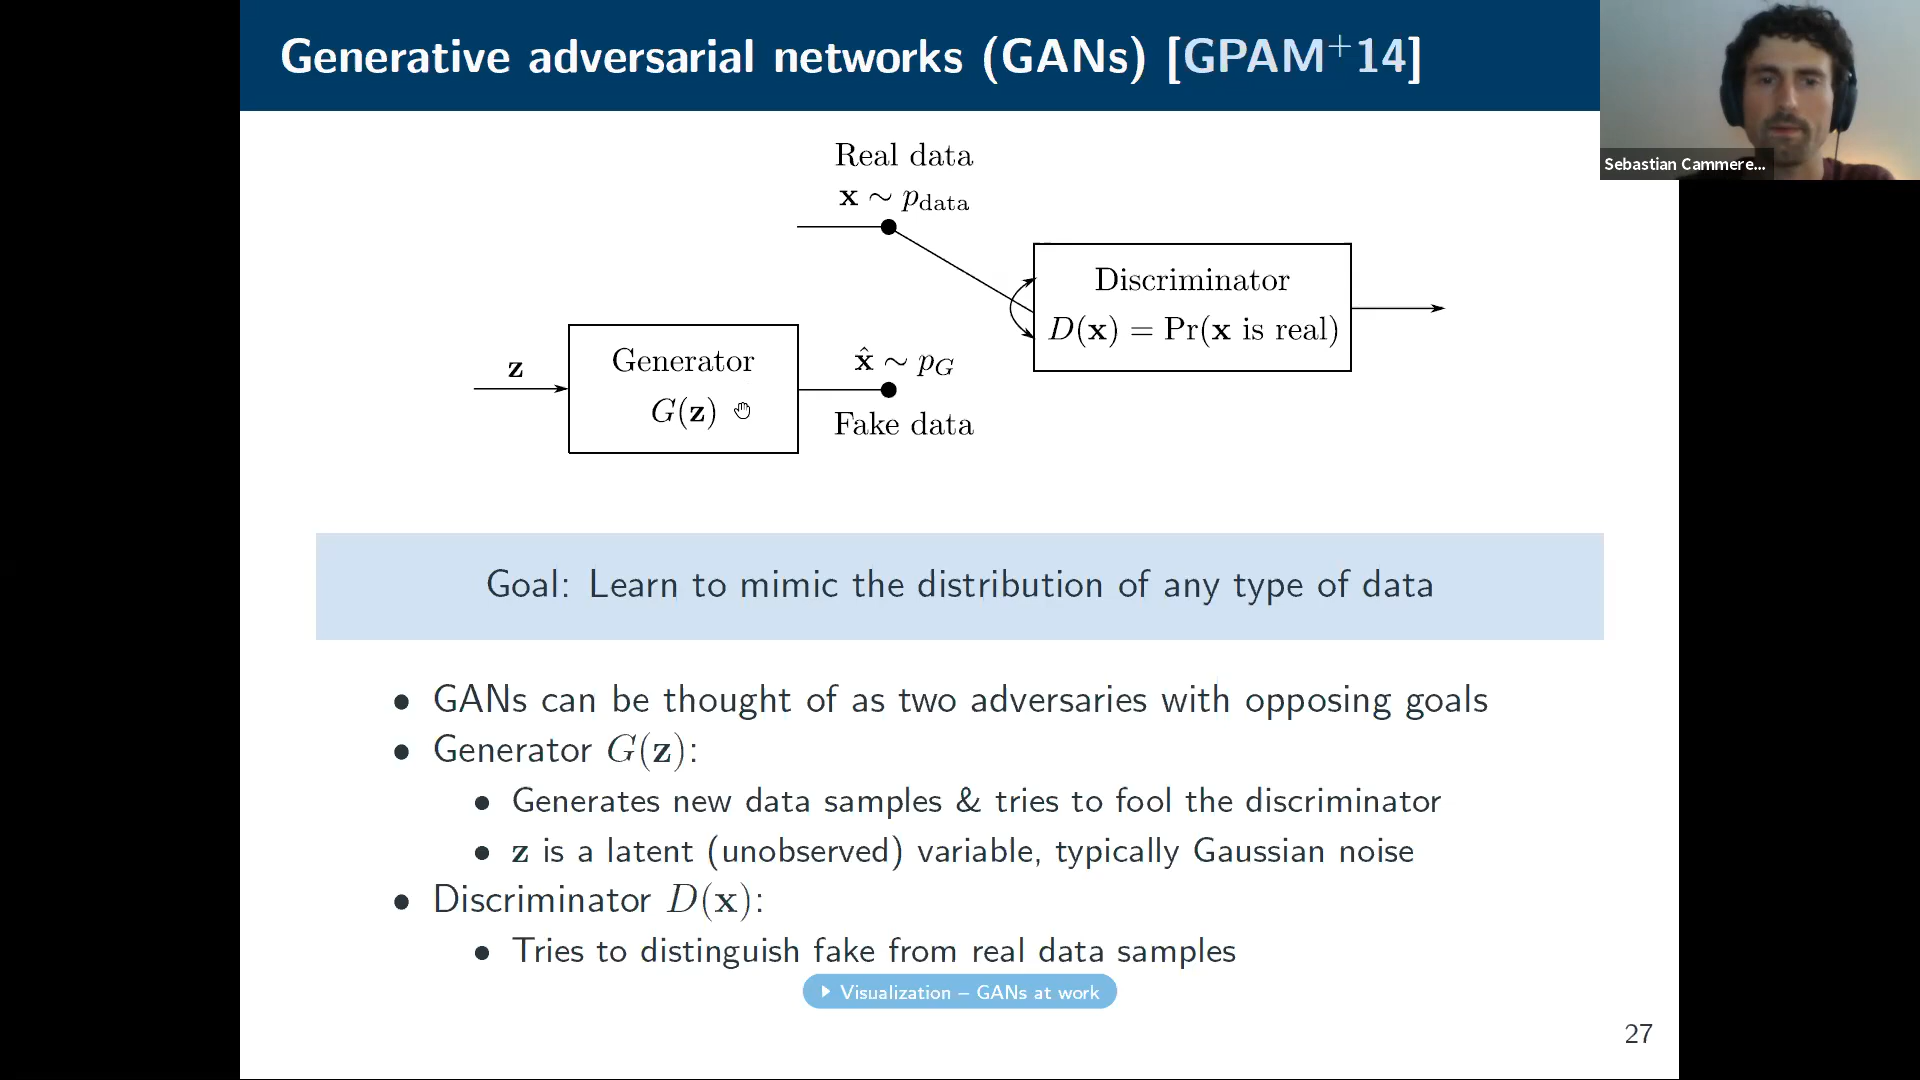 Generative adversarial networks (GANs) [GPAM+14]
Sebastian Cammere...
Real data
x ∼ p_data
Discriminator
D(x) = Pr(x is real)
z
Generator
G(z)
x̂ ∼ p_G
Fake data
Goal: Learn to mimic the distribution of any type of data
• GANs can be thought of as two adversaries with opposing goals
• Generator G(z):
• Generates new data samples & tries to fool the discriminator
• z is a latent (unobserved) variable, typically Gaussian noise
• Discriminator D(x):
• Tries to distinguish fake from real data samples
Visualization – GANs at work
27